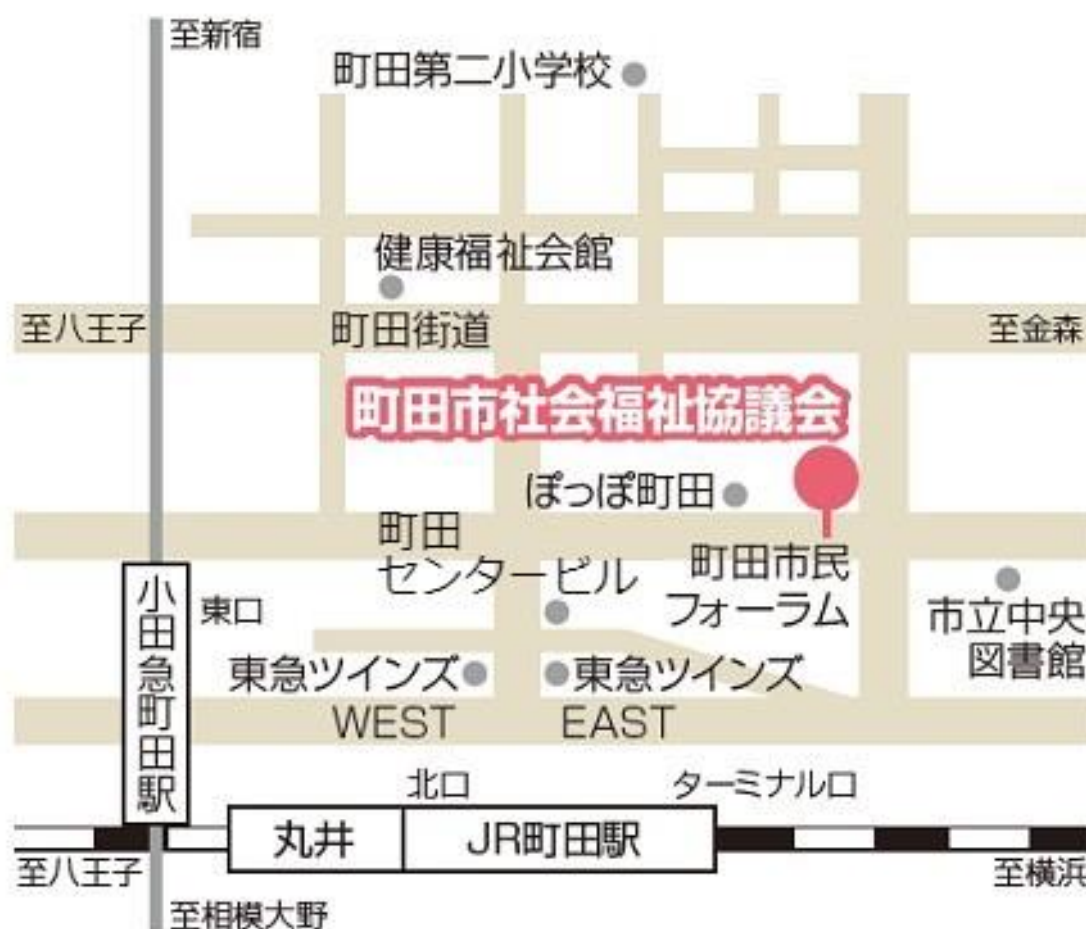 至新宿
町田第二小学校
健康福祉会館
至八王子
町田街道
至金森
町田市社会福祉協議会
ぽっぽ町田
町田
センタービル
町田市民
フォーラム
市立中央
図書館
小田急町田駅
東口
東急ツインズ
WEST
東急ツインズ
EAST
北口
ターミナル口
丸井
JR町田駅
至八王子
至横浜
至相模大野